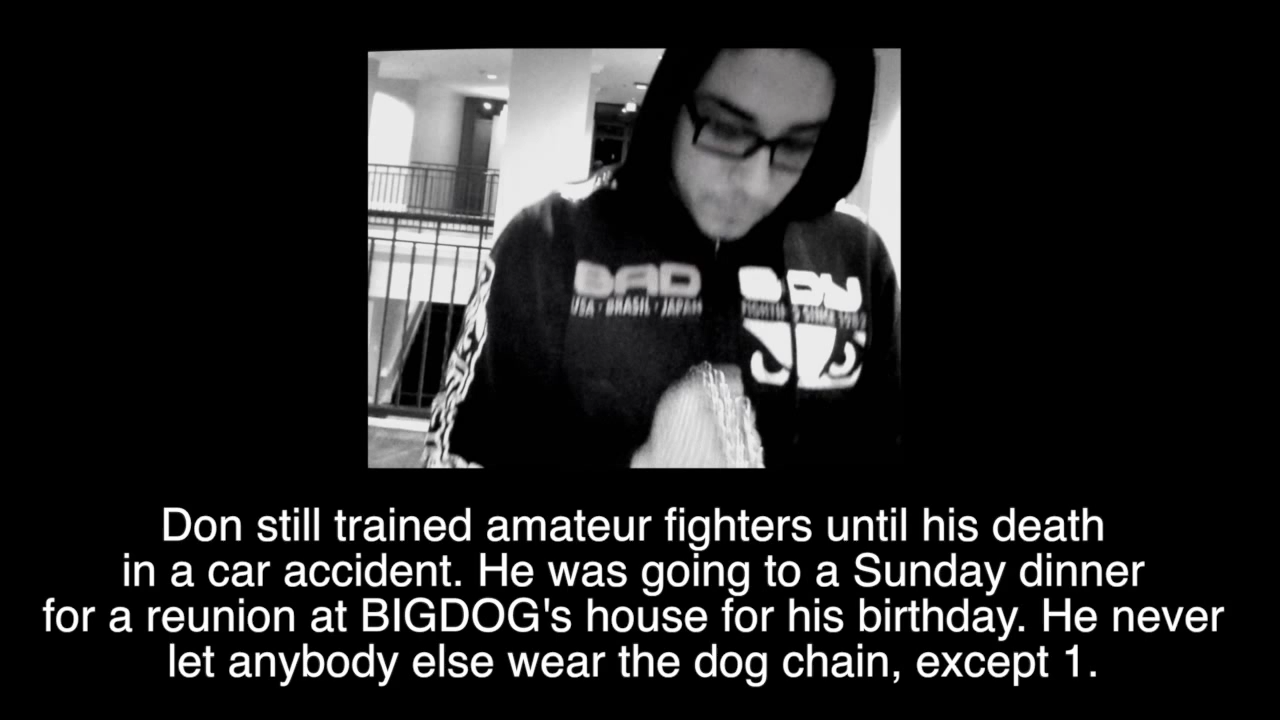 BAD BOY
USA · BRASIL · JAPAN
Don still trained amateur fighters until his death
in a car accident. He was going to a Sunday dinner
for a reunion at BIGDOG's house for his birthday. He never
let anybody else wear the dog chain, except 1.